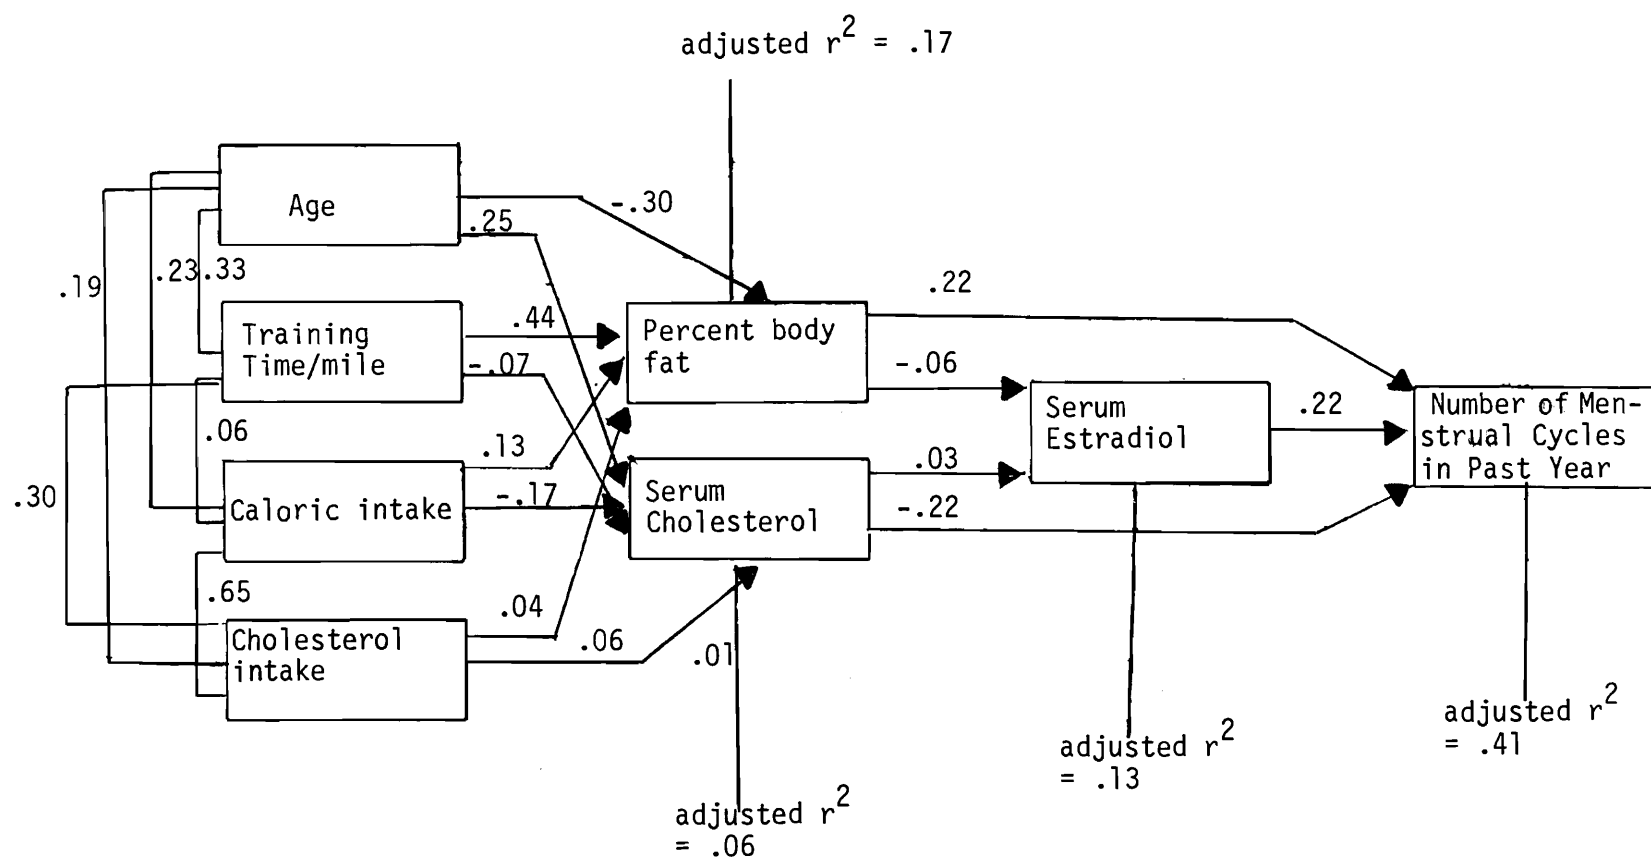 adjusted r2 = .17
Age
-.30
.25
.19
.23
.33
.22
Training
Time/mile
.44
-.07
Percent body
fat
-.06
Serum
Estradiol
.22
Number of Men-
strual Cycles
in Past Year
.06
.13
.03
.30
Caloric intake
-.17
Serum
Cholesterol
-.22
.65
.04
Cholesterol
intake
.06
.01
adjusted r2
= .41
adjusted r2
= .13
adjusted r2
= .06